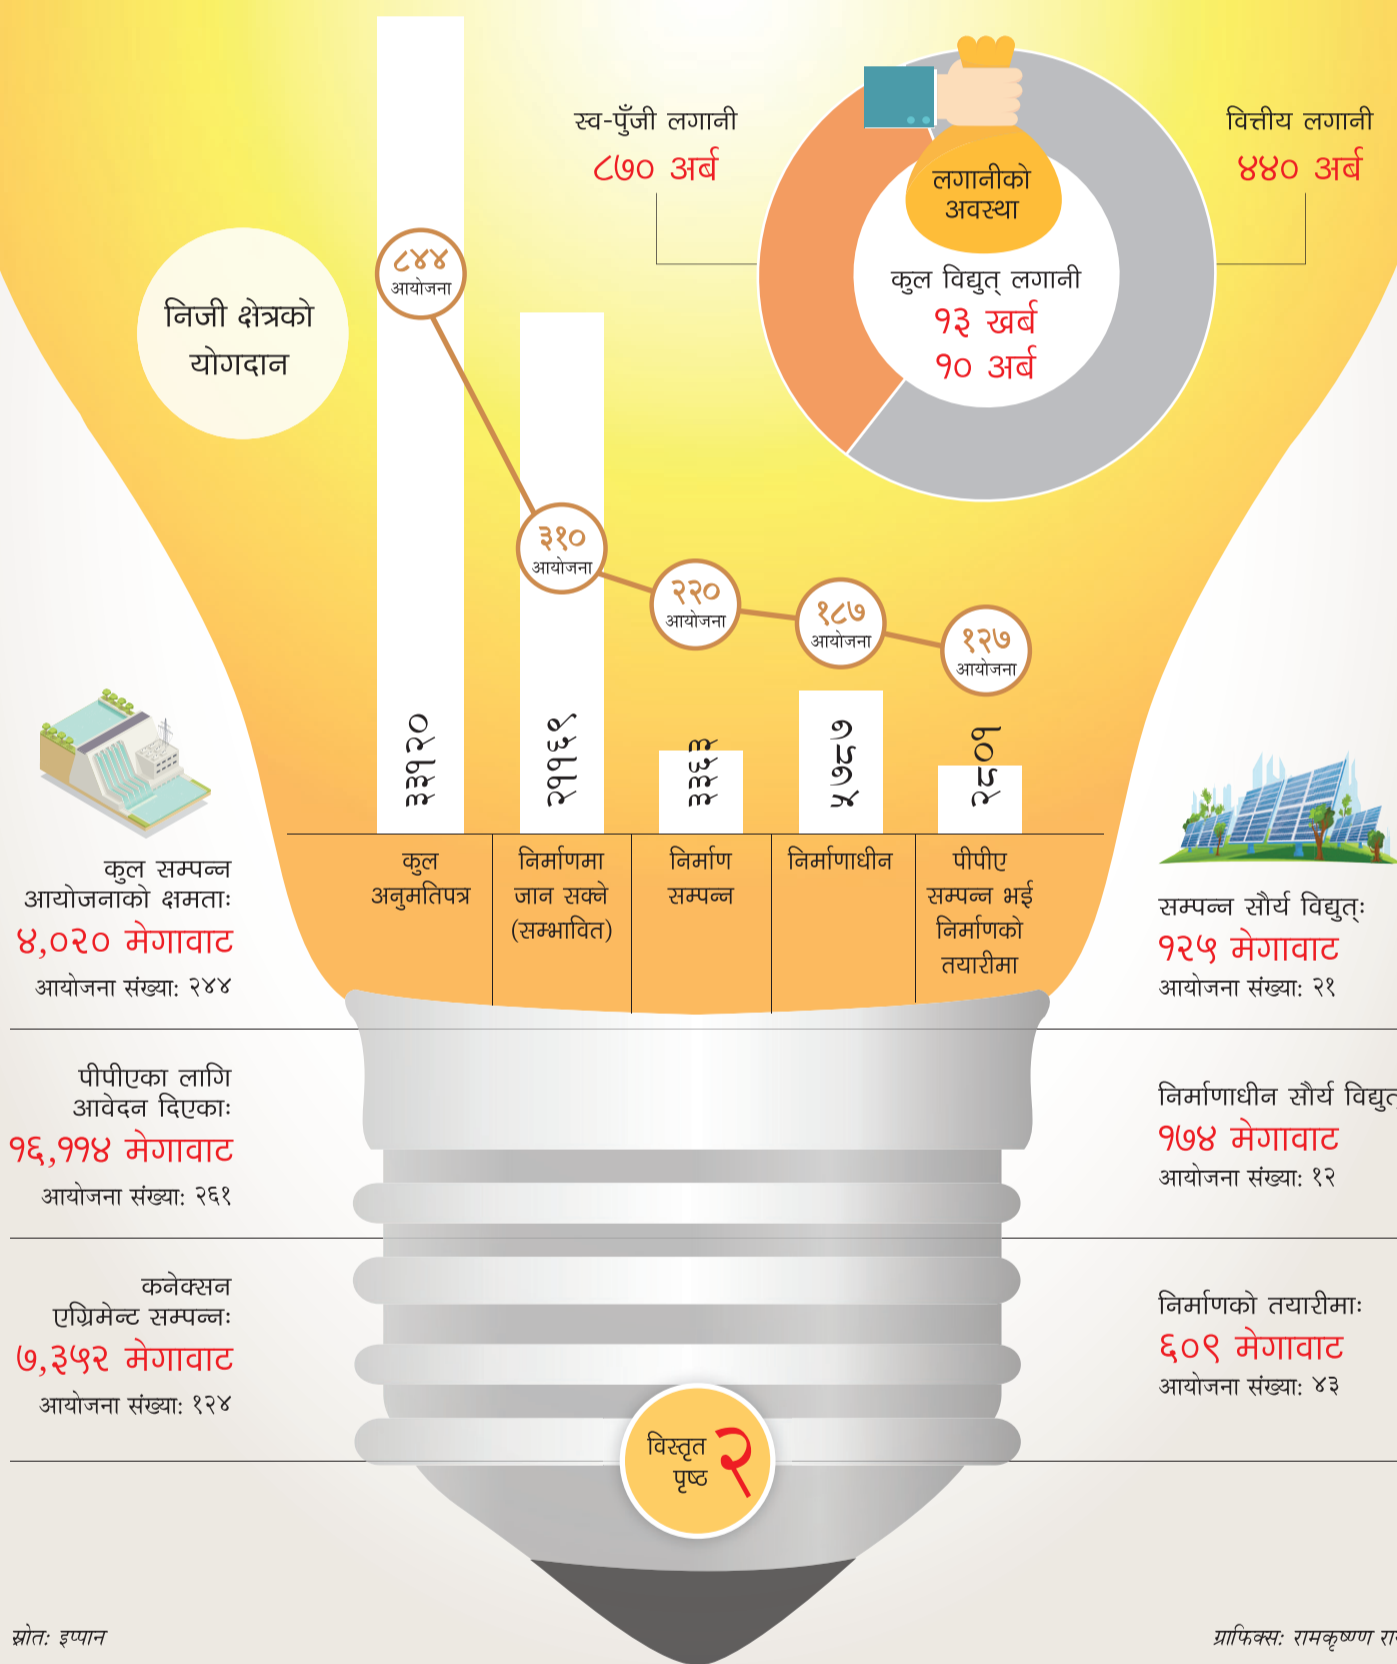 स्व-पुँजी लगानी
८७० अर्ब
वित्तीय लगानी
४४० अर्ब
लगानीको
अवस्था
कुल विद्युत् लगानी
१३ खर्ब
१० अर्ब
निजी क्षेत्रको
योगदान
८४४
आयोजना
३१०
आयोजना
२२०
आयोजना
१८७
आयोजना
१२७
आयोजना
३३१२०
२११६९
३३६३
५७८७
२८०१
कुल
अनुमतिपत्र
निर्माणमा
जान सक्ने
(सम्भावित)
निर्माण
सम्पन्न
निर्माणाधीन
पीपीए
सम्पन्न भई
निर्माणको
तयारीमा
कुल सम्पन्न
आयोजनाको क्षमताः
४,०२० मेगावाट
आयोजना संख्या: २४४
पीपीएका लागि
आवेदन दिएकाः
१६,११४ मेगावाट
आयोजना संख्या: २६१
कनेक्सन
एग्रिमेन्ट सम्पन्नः
७,३५२ मेगावाट
आयोजना संख्या: १२४
सम्पन्न सौर्य विद्युत्ः
१२५ मेगावाट
आयोजना संख्या: २१
निर्माणाधीन सौर्य विद्युत्
१७४ मेगावाट
आयोजना संख्या: १२
निर्माणको तयारीमाः
६०९ मेगावाट
आयोजना संख्या: ४३
विस्तृत
पृष्ठ २
स्रोत: इप्पान
ग्राफिक्स: रामकृष्ण